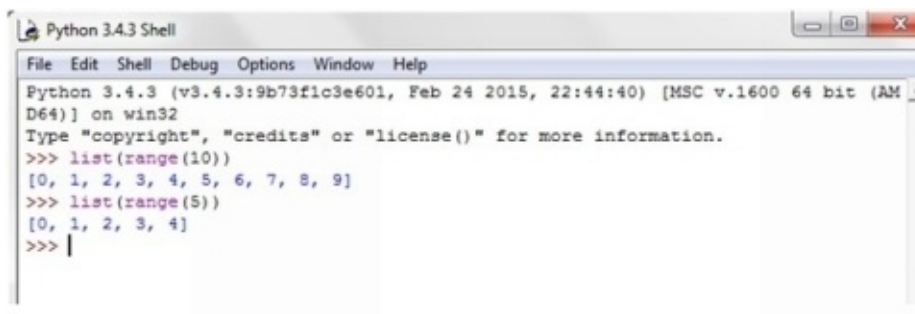 Python 3.4.3 Shell
File Edit Shell Debug Options Window Help
Python 3.4.3 (v3.4.3:9b73f1c3e601, Feb 24 2015, 22:44:40) [MSC v.1600 64 bit (AM
D64)] on win32
Type "copyright", "credits" or "license()" for more information.
>>> list(range(10))
[0, 1, 2, 3, 4, 5, 6, 7, 8, 9]
>>> list(range(5))
[0, 1, 2, 3, 4]
>>>